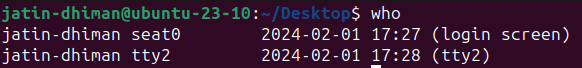 jatin-dhiman@ubuntu-23-10:~/Desktop$ who
jatin-dhiman seat0        2024-02-01 17:27 (login screen)
jatin-dhiman tty2         2024-02-01 17:28 (tty2)